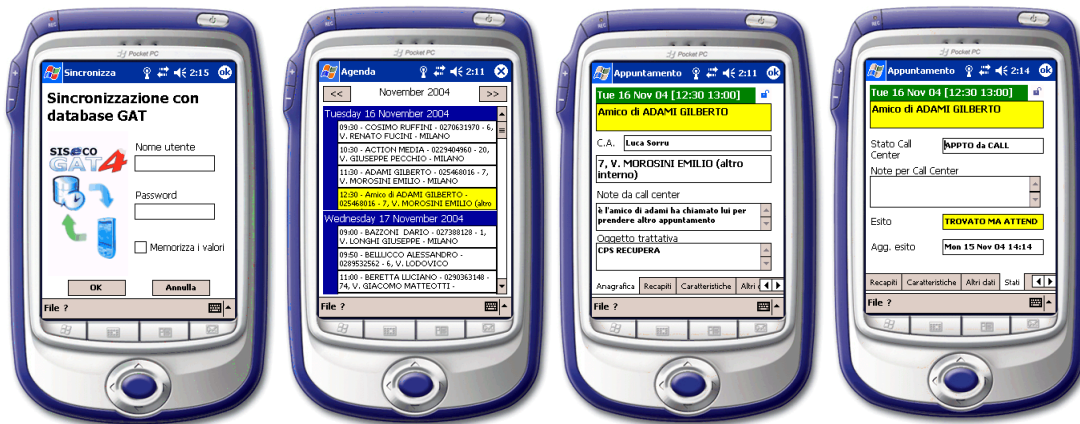 REC
Pocket PC
Sincronizza 2:15 ok
Sincronizzazione con
database GAT
SISECO
GAT4
Nome utente
Password
Memorizza i valori
OK Annulla
File ?
REC
Pocket PC
Agenda 2:11
<< November 2004 >>
Tuesday 16 November 2004
09:30 - COSIMO RUFFINI - 0270631970 - 6,
V. RENATO FUCINI - MILANO
10:30 - ACTION MEDIA - 0229404960 - 20,
V. GIUSEPPE PECCHIO - MILANO
11:30 - ADAMI GILBERTO - 025468016 - 7,
V. MOROSINI EMILIO - MILANO
12:30 - Amico di ADAMI GILBERTO -
025468016 - 7, V. MOROSINI EMILIO (altro
Wednesday 17 November 2004
09:00 - BAZZONI DARIO - 027388128 - 1,
V. LONGHI GIUSEPPE - MILANO
09:50 - BELLUCCO ALESSANDRO -
0289532562 - 6, V. LODOVICO
11:00 - BERETTA LUCIANO - 0290363148 -
74, V. GIACOMO MATTEOTTI -
File ?
REC
Pocket PC
Appuntamento 2:11 ok
Tue 16 Nov 04 [12:30 13:00]
Amico di ADAMI GILBERTO
C.A. Luca Sorru
7, V. MOROSINI EMILIO (altro
interno)
Note da call center
è l'amico di adami ha chiamato lui per
prendere altro appuntamento
Oggetto trattativa
CPS RECUPERA
Anagrafica Recapiti Caratteristiche Altri
File ?
REC
Pocket PC
Appuntamento 2:14 ok
Tue 16 Nov 04 [12:30 13:00]
Amico di ADAMI GILBERTO
Stato Call
Center
APPTO da CALL
Note per Call Center
Esito TROVATO MA ATTEND
Agg. esito Mon 15 Nov 04 14:14
Recapiti Caratteristiche Altri dati Stati
File ?